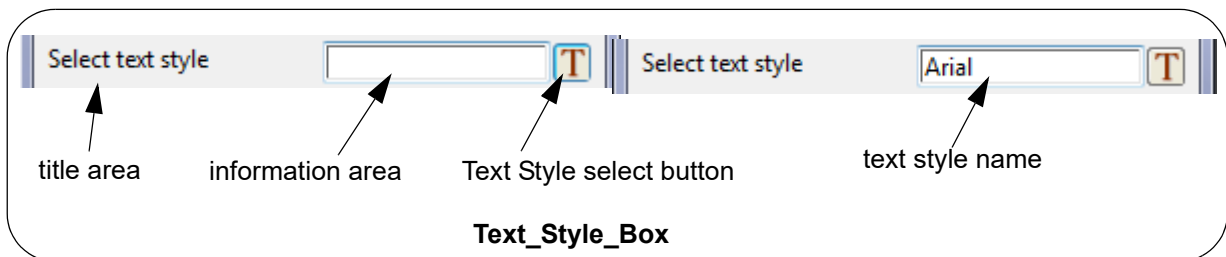 Select text style T Select text style Arial T
title area information area Text Style select button text style name
Text_Style_Box